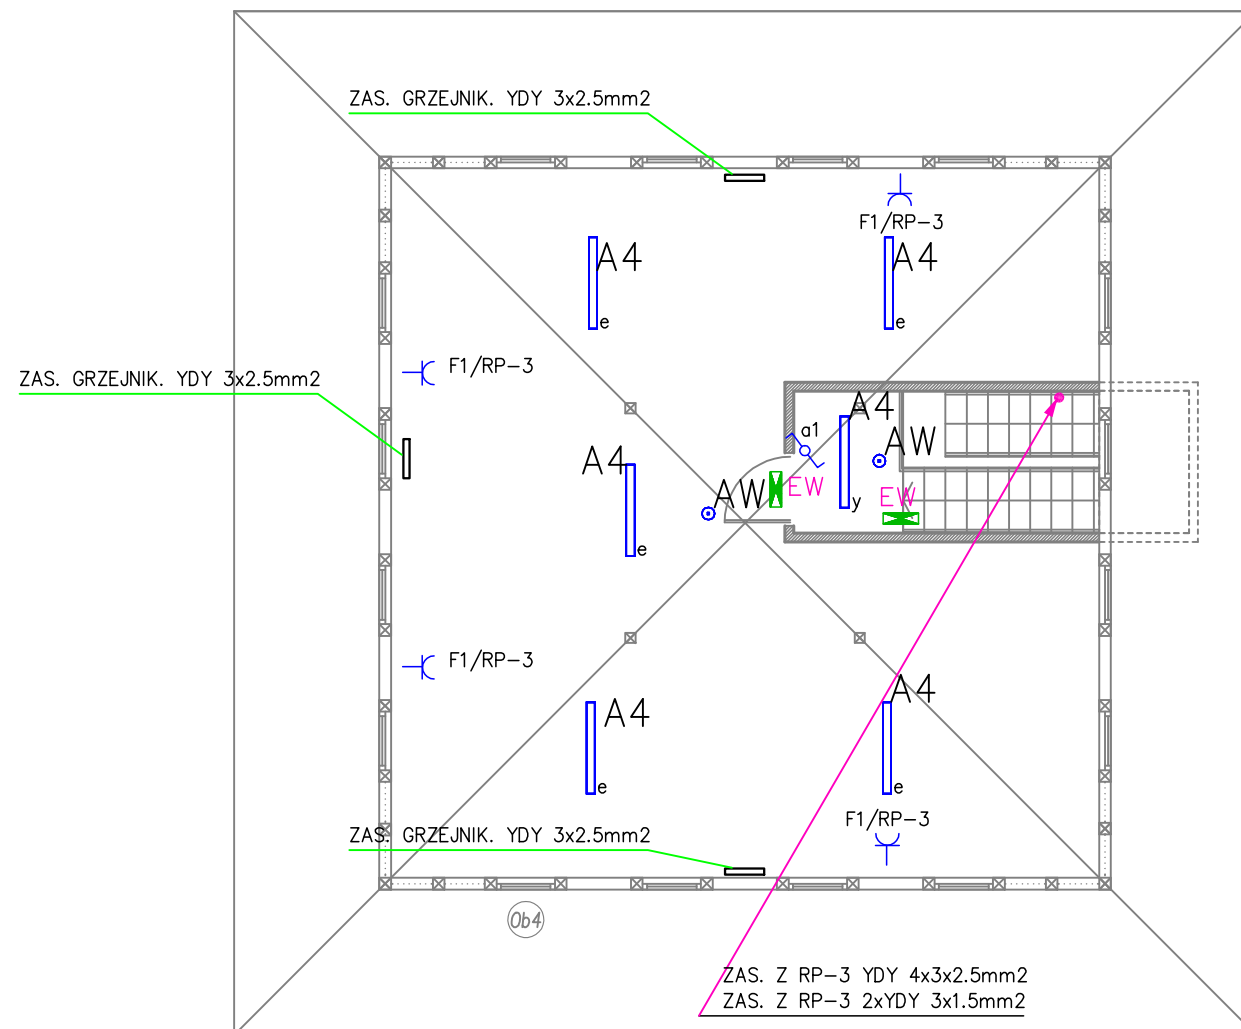 ZAS. GRZEJNIK. YDY 3x2.5mm2
F1/RP-3
A4
A4
e
e
F1/RP-3
ZAS. GRZEJNIK. YDY 3x2.5mm2
A4
a1
AW
A4
AW
EW
EW
y
e
F1/RP-3
A4
A4
e
e
F1/RP-3
ZAS. GRZEJNIK. YDY 3x2.5mm2
Ob4
ZAS. Z RP-3 YDY 4x3x2.5mm2
ZAS. Z RP-3 2xYDY 3x1.5mm2